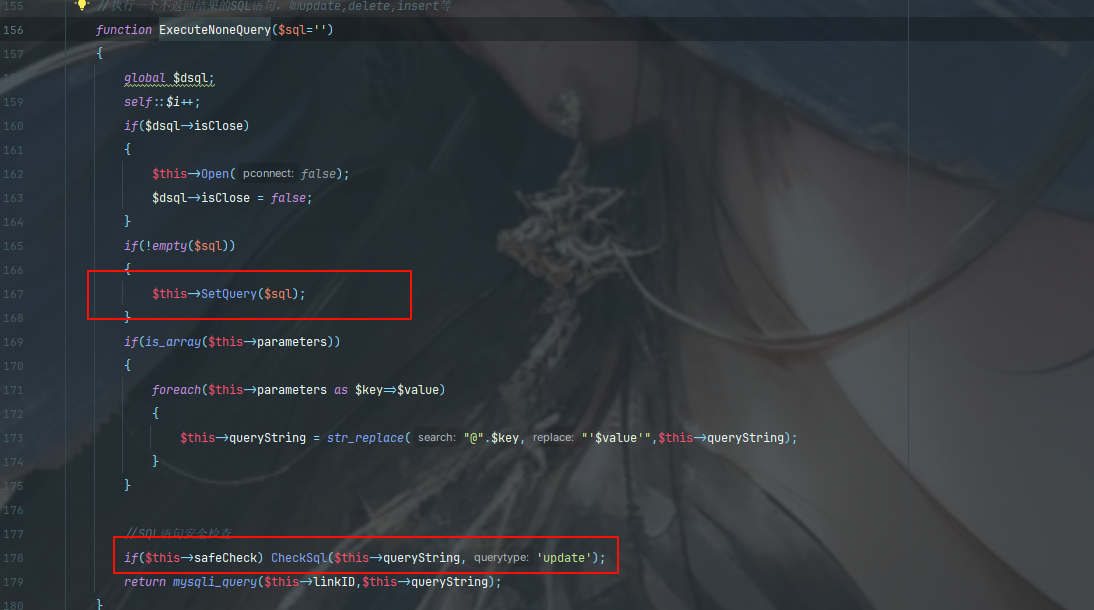 155 //执行一个不返回结果的SQL语句，如update,delete,insert等
156 function ExecuteNoneQuery($sql='')
157 {
global $dsql;
159 self::$i++;
160 if($dsql->isClose)
161 {
162 $this->Open( pconnect: false);
163 $dsql->isClose = false;
164 }
165 if(!empty($sql))
166 {
167 $this->SetQuery($sql);
168 }
169 if(is_array($this->parameters))
170 {
171 foreach($this->parameters as $key=>$value)
172 {
173 $this->queryString = str_replace( search: "@".$key, replace: "'$value'",$this->queryString);
174 }
175 }
176
177 //SQL语句安全检查
178 if($this->safeCheck) CheckSql($this->queryString, querytype: 'update');
179 return mysqli_query($this->linkID,$this->queryString);
180 }